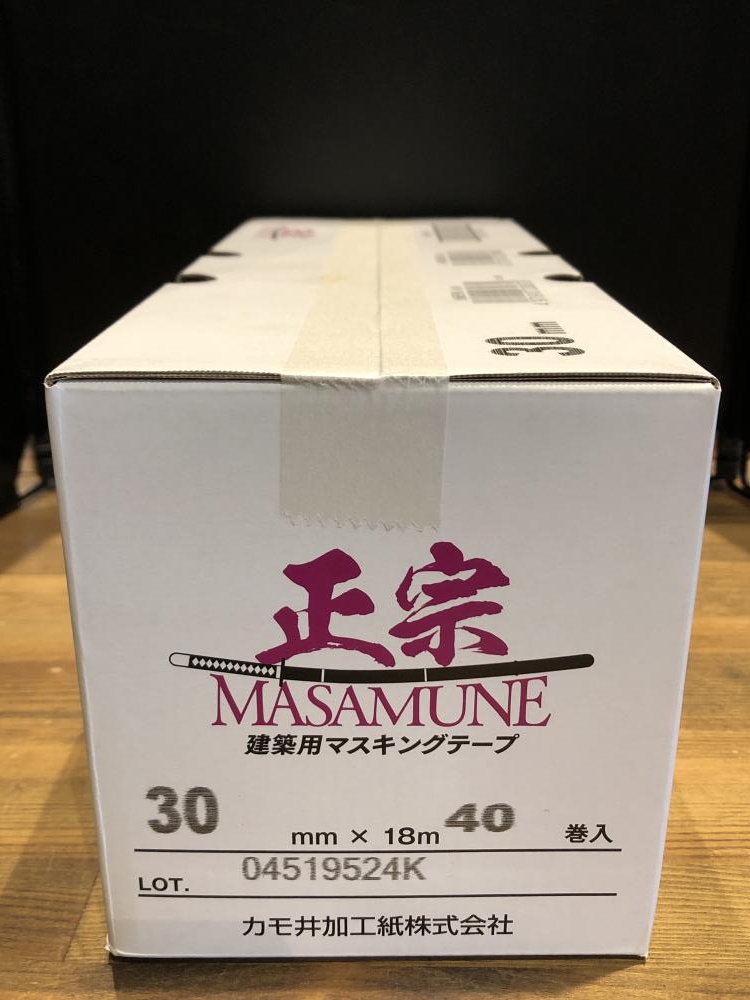 30mm
正宗
MASAMUNE
建築用マスキングテープ
30 mm × 18m 40 巻入
LOT. 04519524K
カモ井加工紙株式会社